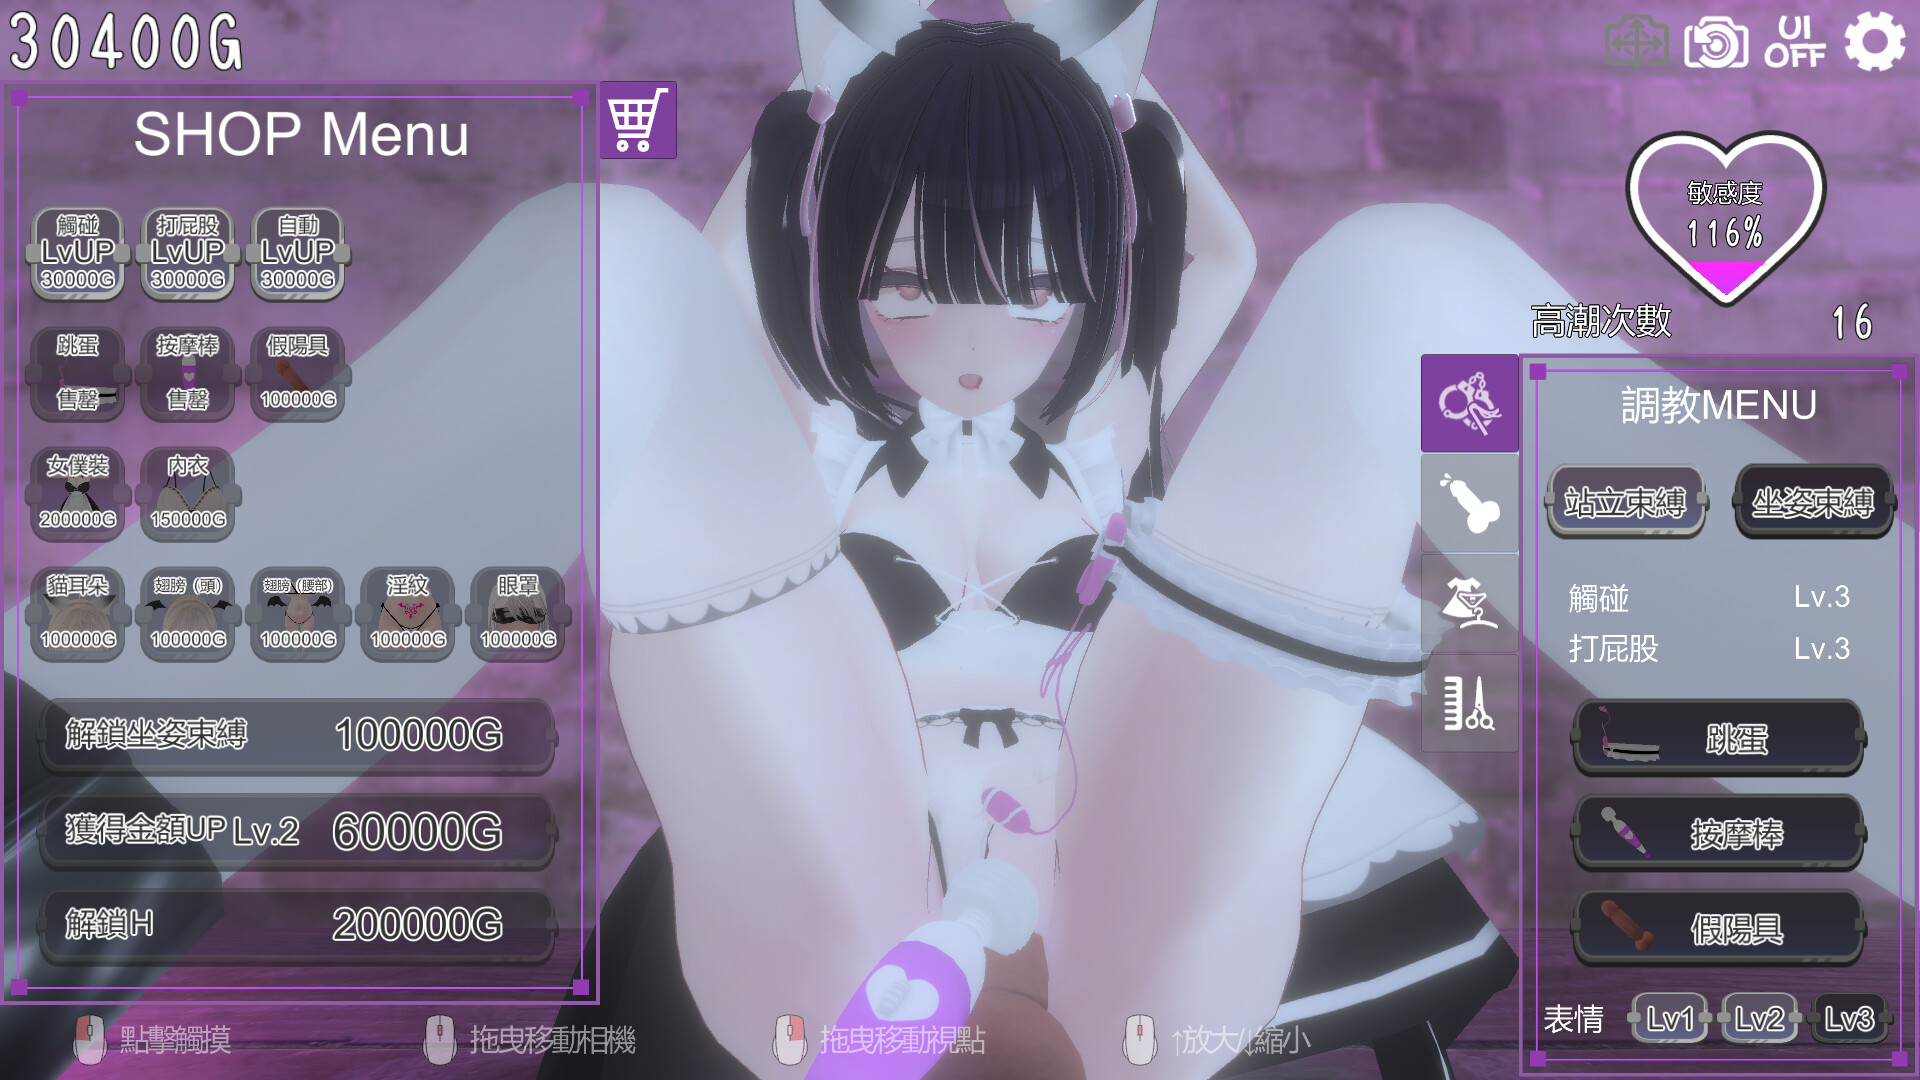 30400G
UI
OFF
SHOP Menu
觸碰
LvUP
30000G
打屁股
LvUP
30000G
自動
LvUP
30000G
跳蛋
售罄
按摩棒
售罄
假陽具
100000G
女僕裝
200000G
內衣
150000G
貓耳朵
100000G
翅膀（頭）
100000G
翅膀（腰部）
100000G
淫紋
100000G
眼罩
100000G
解鎖坐姿束縛 100000G
獲得金額UP Lv.2 60000G
解鎖H 200000G
敏感度
116%
高潮次數 16
調教MENU
站立束縛 坐姿束縛
觸碰 Lv.3
打屁股 Lv.3
跳蛋
按摩棒
假陽具
表情 Lv1 Lv2 Lv3
點擊觸摸 拖曳移動相機 拖曳移動視點 ↑放大/↓縮小